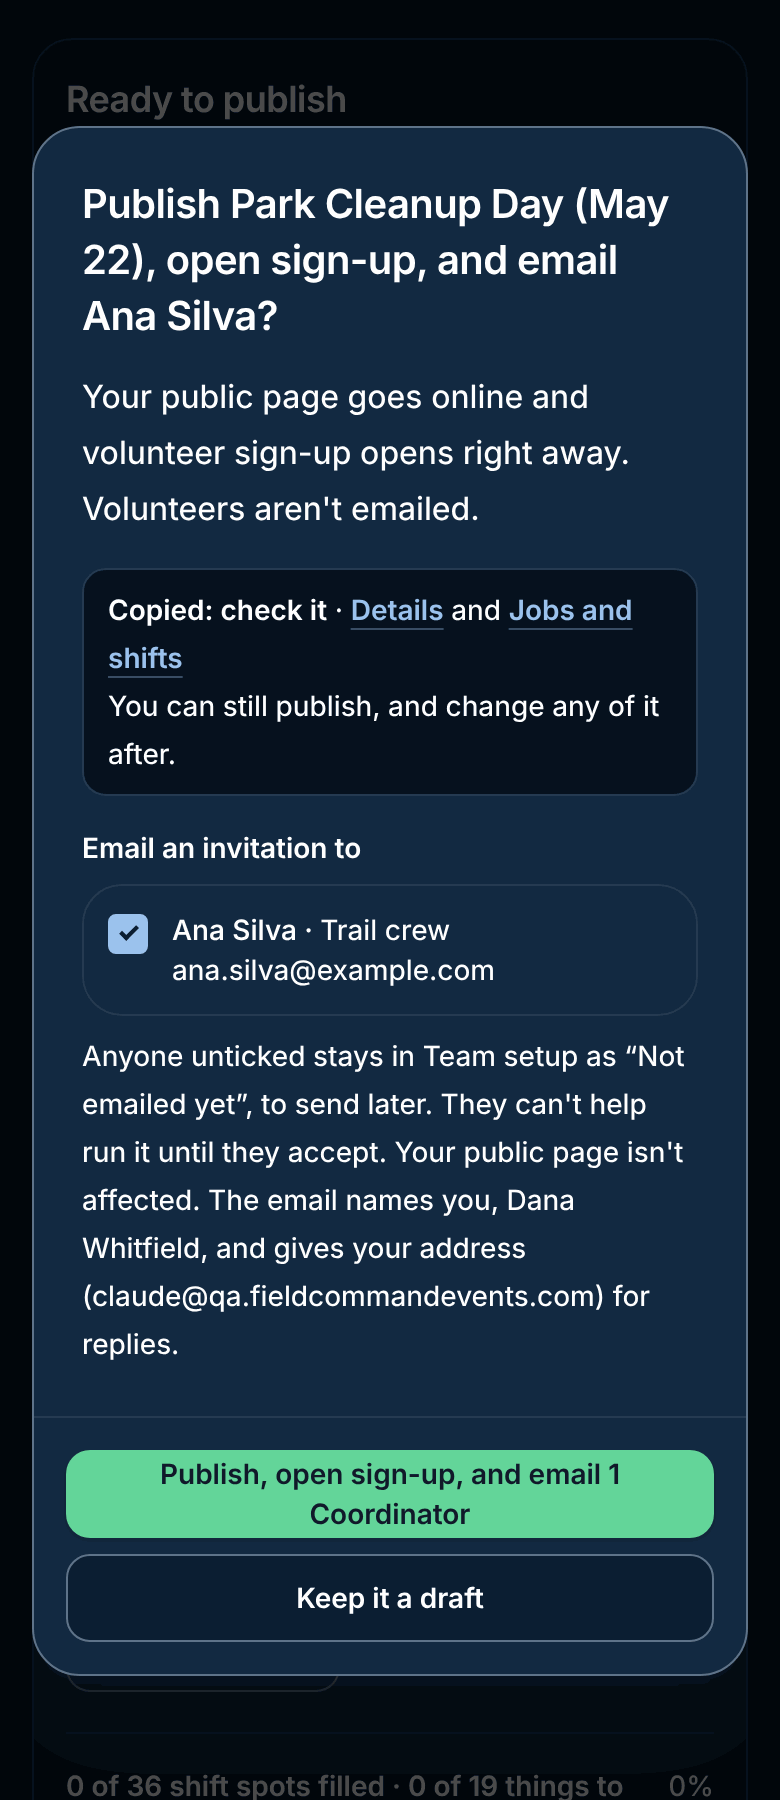 Ready to publish
Publish Park Cleanup Day (May
22), open sign-up, and email
Ana Silva?
Your public page goes online and
volunteer sign-up opens right away.
Volunteers aren't emailed.
Copied: check it · Details and Jobs and
shifts
You can still publish, and change any of it
after.
Email an invitation to
Ana Silva · Trail crew
ana.silva@example.com
Anyone unticked stays in Team setup as “Not
emailed yet”, to send later. They can't help
run it until they accept. Your public page isn't
affected. The email names you, Dana
Whitfield, and gives your address
(claude@qa.fieldcommandevents.com) for
replies.
Publish, open sign-up, and email 1
Coordinator
Keep it a draft
0 of 36 shift spots filled · 0 of 19 things to 0%